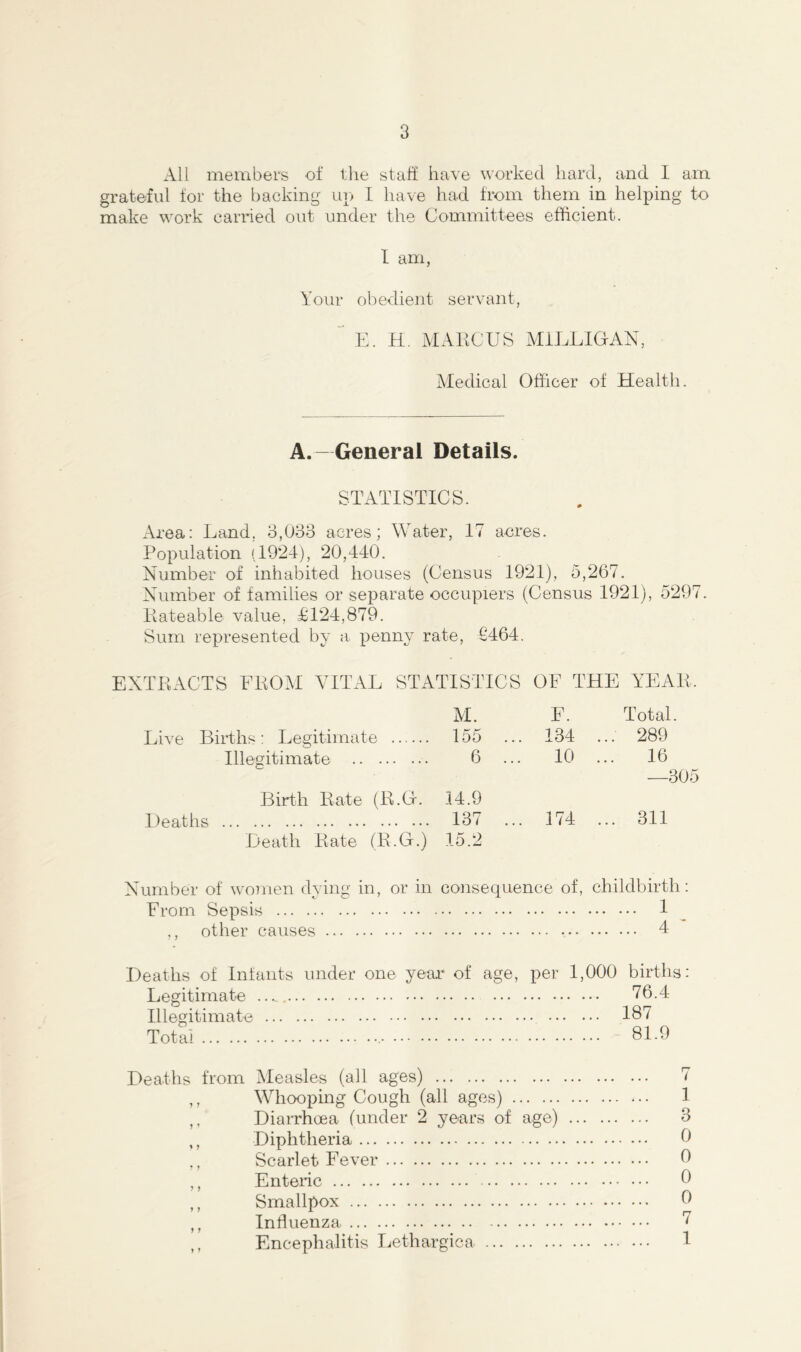 3
All members of the staff have worked hard, and I am
grateful for the backing up I have had from them in helping to
make work carried out under the Committees efficient.
I am,
Your obedient servant,
E. H. MARCUS MILLIGAN,
Medical Officer of Health.
A.—General Details.
STATISTICS.
Area: Land, 3,033 acres; Water, 17 acres.
Population (1924), 20,440.
Number of inhabited houses (Census 1921), 5,267.
Number of families or separate occupiers (Census 1921), 5297.
Rateable value, £124,879.
Sum represented by a penny rate, £464.
EXTRACTS FROM VITAL STATISTICS OF THE YEAR.
M. F. Total.
Live Births: Legitimate ...... 155 ... 134 ... 289
Illegitimate ........ 6 ... 10 ... 16
—305
Birth Rate (R.G. 14.9
Deaths ........................ 137 ... 174 ... 311
Death Rate (R.G.) 15.2
Number of women dying in, or in consequence of, childbirth:
From Sepsis ........................ 1
,, other causes ........................ 4
Deaths of Infants under one year of age, per 1,000 births:
Legitimate ........................ 76.4
Illegitimate ........................ 187
Total ........................ 81.9
Deaths from Measles (all ages) ........................ 7
,, Whooping Cough (all ages) ........................ 1
,, Diarrhœa (under 2 years of age) ............ 3
,, Diphtheria ........................ 0
,, Scarlet Fever ........................ 0
,, Enteric ........................ 0
,, Smallpox ........................ 0
,, Influenza ........................ 7
,, Encephalitis Lethargica ........................ 1